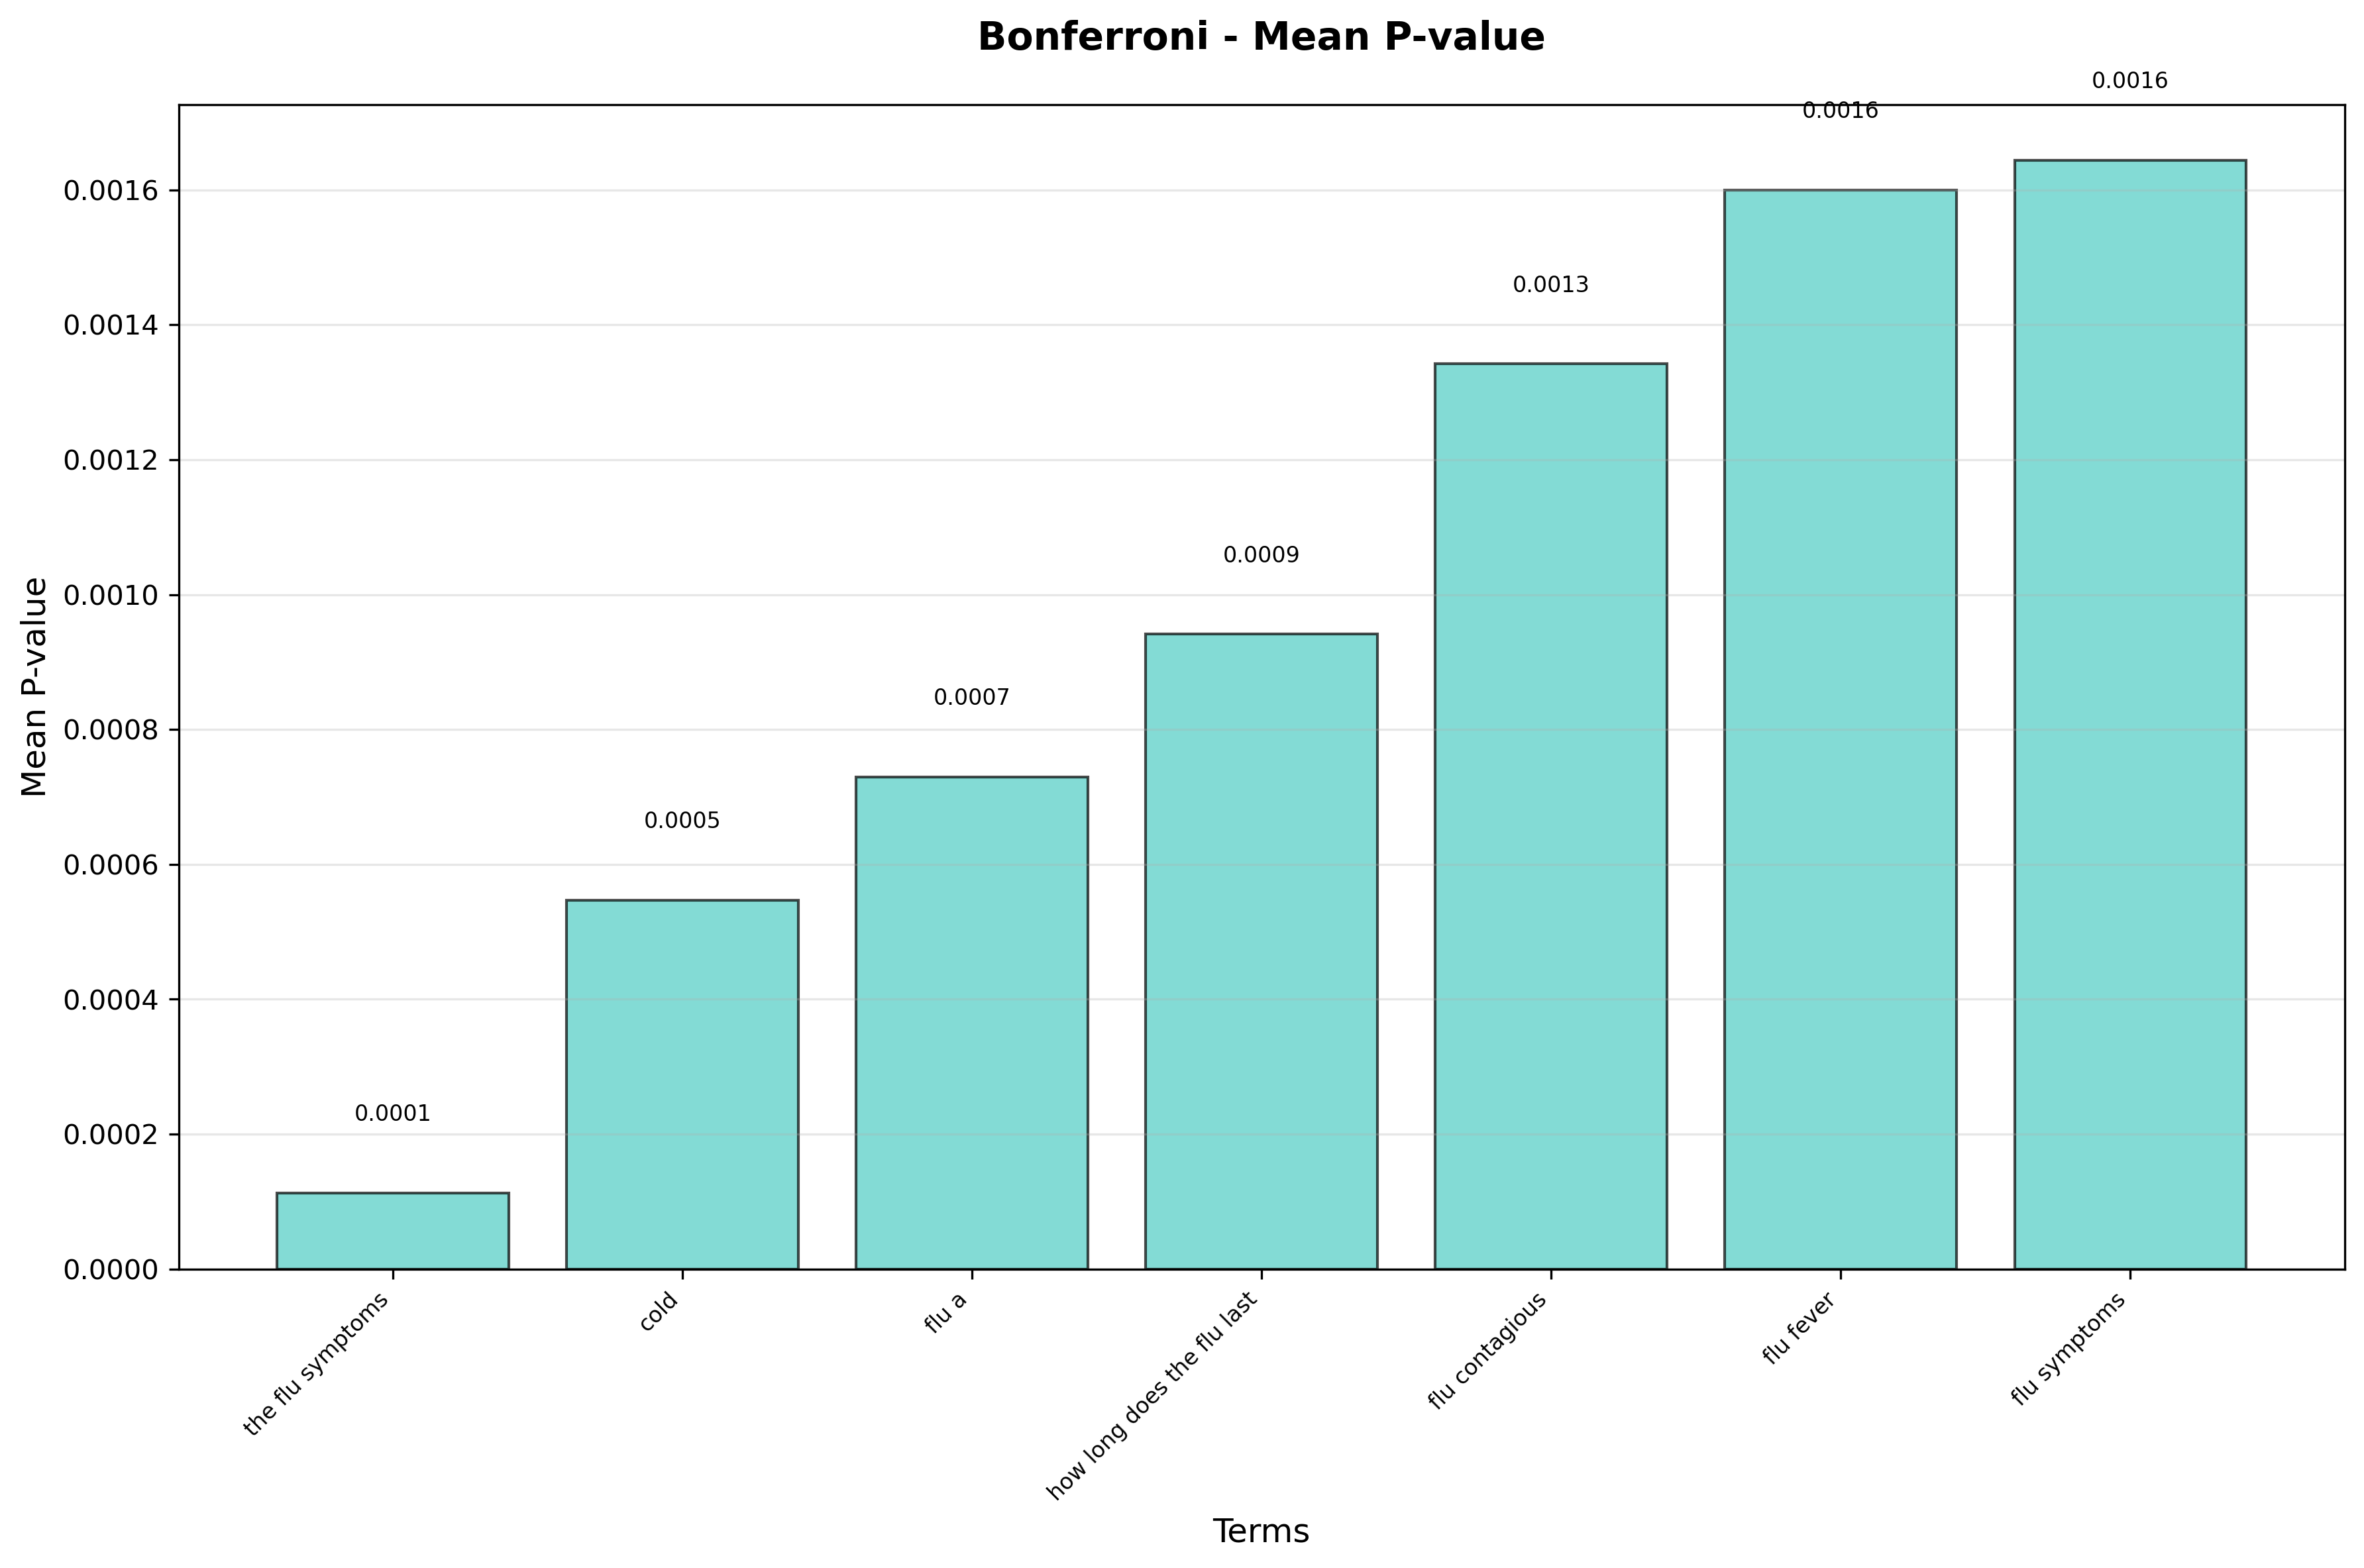 Bonferroni - Mean P-value
0.0016
0.0016
0.0013
0.0009
0.0007
0.0005
0.0001
Mean P-value
0.0016
0.0014
0.0012
0.0010
0.0008
0.0006
0.0004
0.0002
0.0000
the flu symptoms
cold
flu a
how long does the flu last
flu contagious
flu fever
flu symptoms
Terms